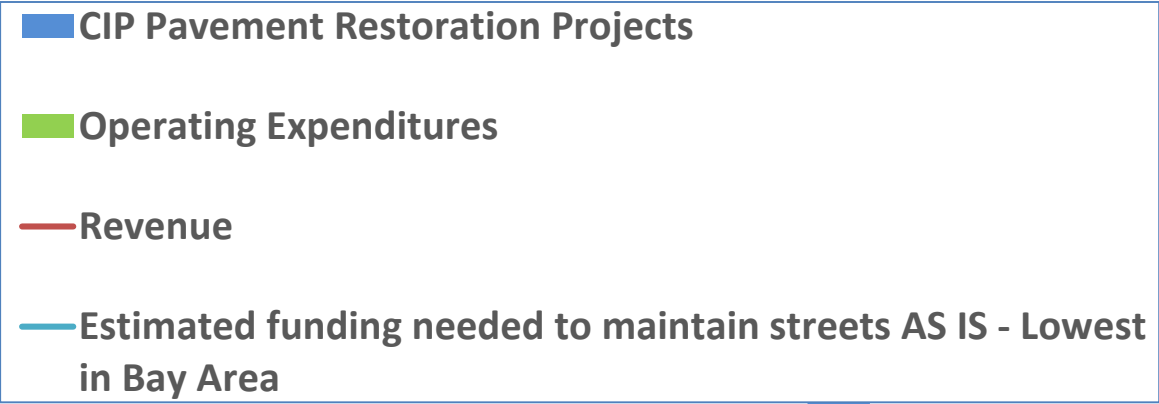 CIP Pavement Restoration Projects
Operating Expenditures
Revenue
Estimated funding needed to maintain streets AS IS - Lowest
in Bay Area